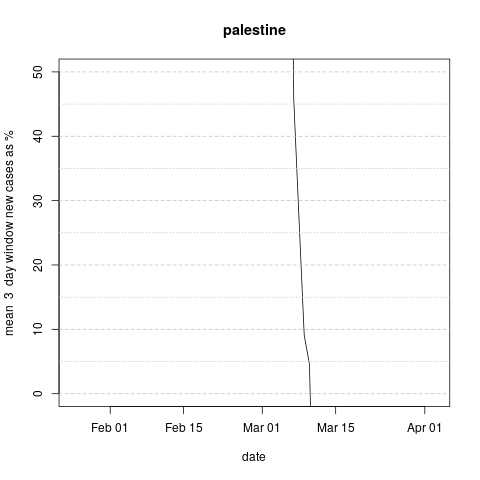 palestine
mean  3  day window new cases as %
50
40
30
20
10
0
Feb 01
Feb 15
Mar 01
Mar 15
Apr 01
date